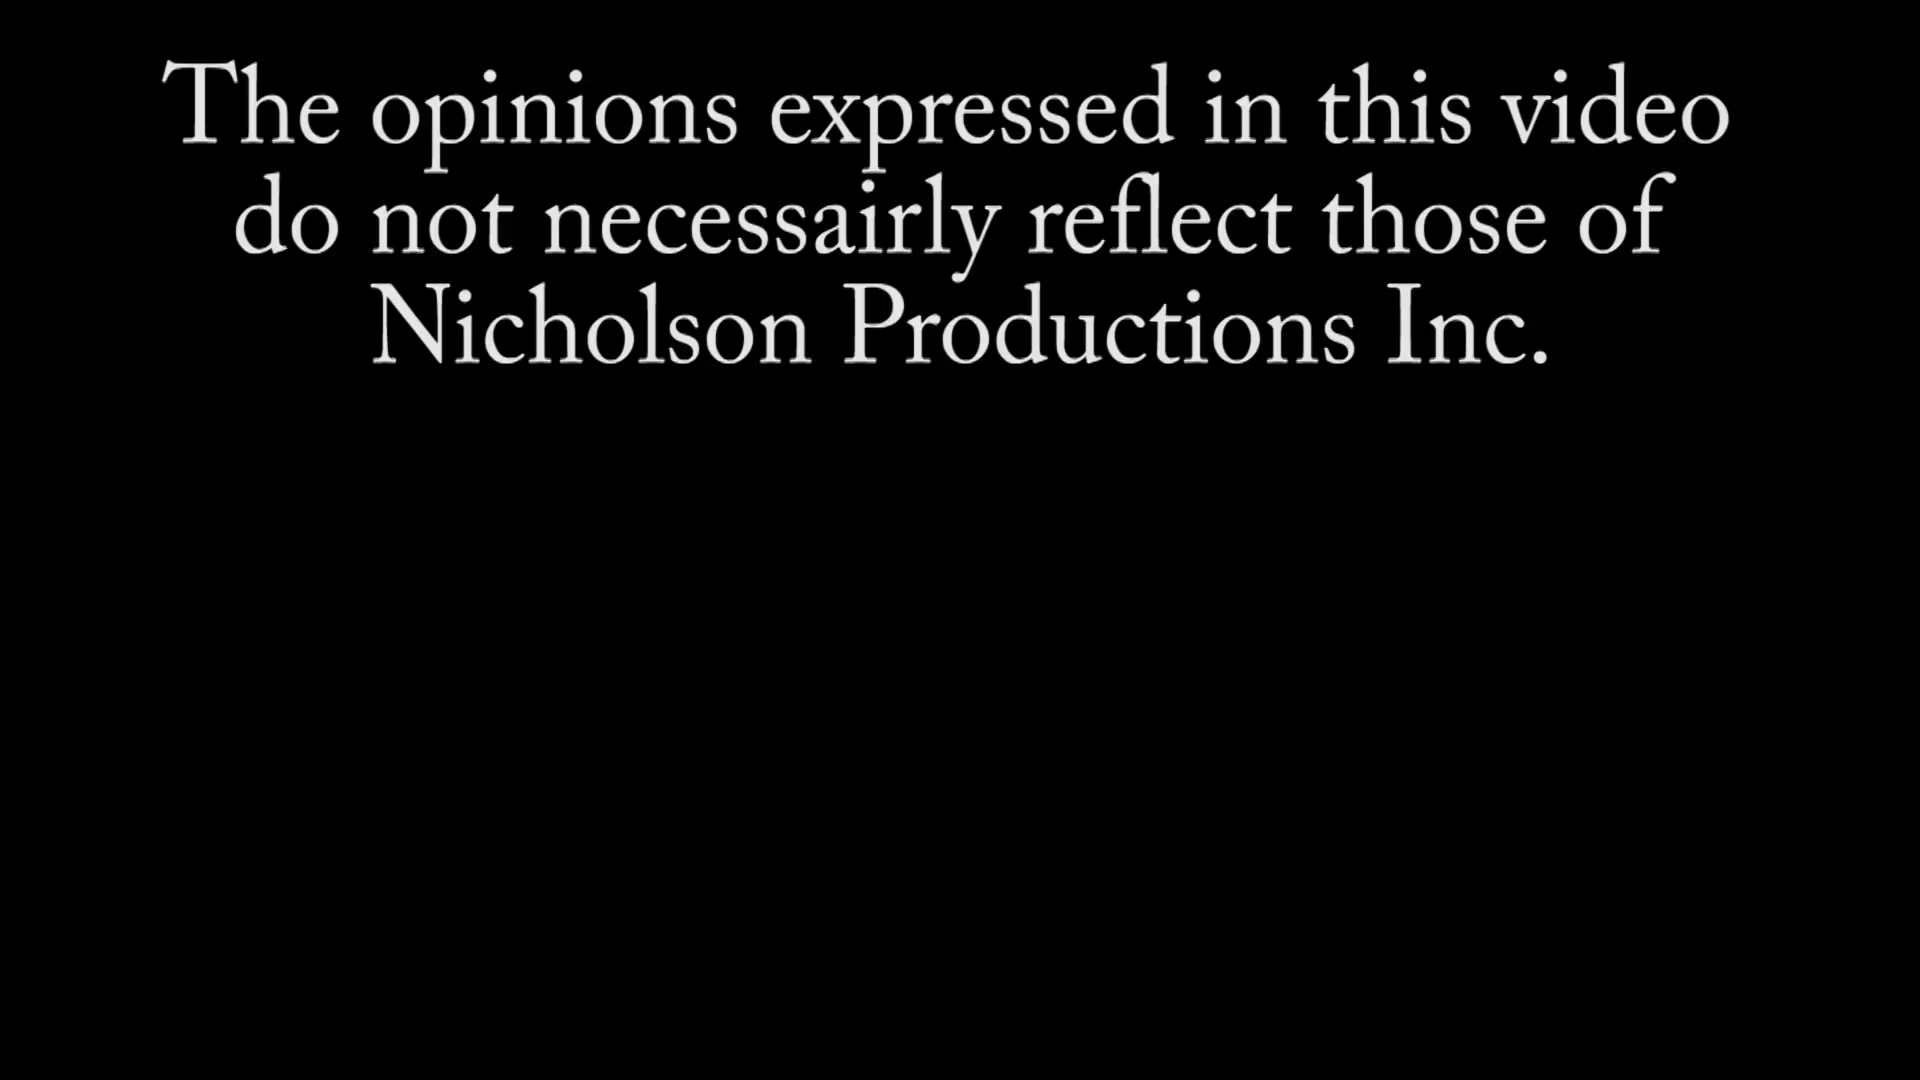 The opinions expressed in this video
do not necessairly reflect those of
Nicholson Productions Inc.